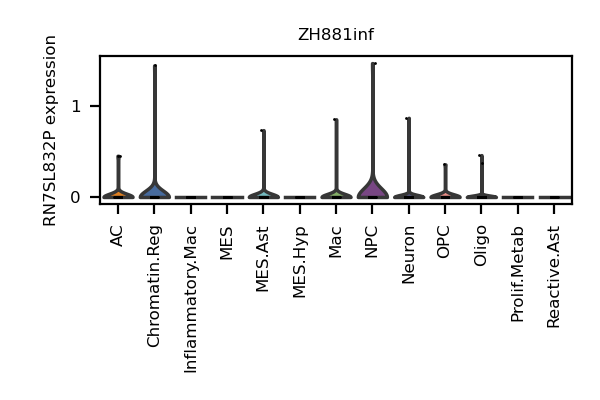 ZH881inf
RN7SL832P expression
1
0
AC
Chromatin.Reg
Inflammatory.Mac
MES
MES.Ast
MES.Hyp
Mac
NPC
Neuron
OPC
Oligo
Prolif.Metab
Reactive.Ast